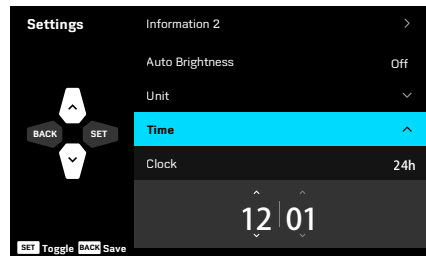 Settings
Information 2
Auto Brightness Off
Unit
BACK SET
Time
Clock 24h
12 01
SET Toggle BACK Save